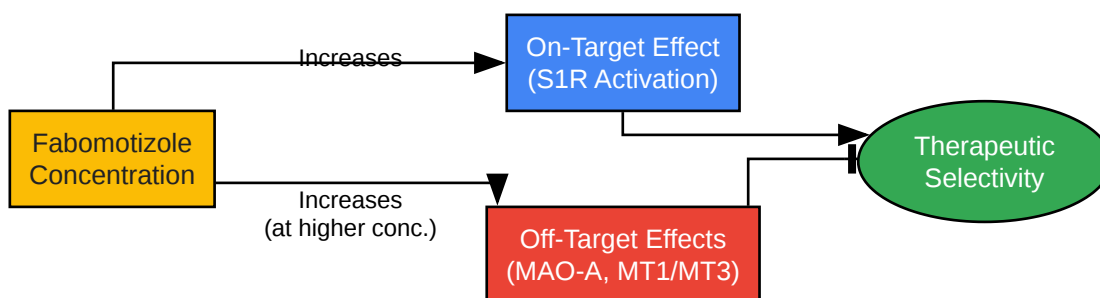 Increases
On-Target Effect
(S1R Activation)
Fabomotizole
Concentration
Therapeutic
Selectivity
Increases
(at higher conc.)
Off-Target Effects
(MAO-A, MT1/MT3)